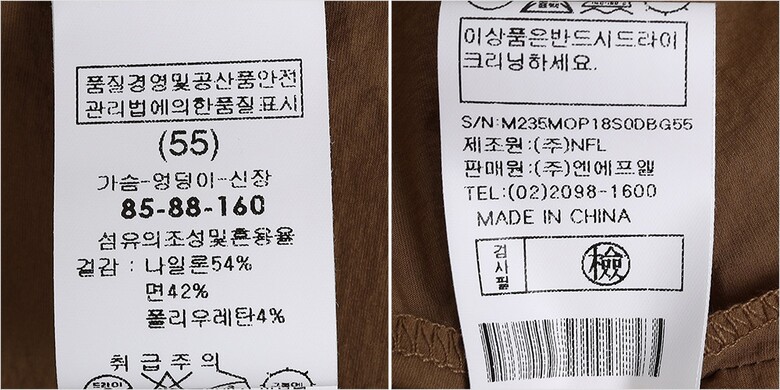 품질경영및공산품안전
관리법에의한품질표시
(55)
가슴-엉덩이-신장
85-88-160
섬유의조성및혼용율
겉감 : 나일론54%
면42%
폴리우레탄4%
취급주의
드라이
이상품은반드시드라이
크리닝하세요.
S/N:M235MOP18S0DBG55
제조원:(주)NFL
판매원:(주)엔에프엘
TEL:(02)2098-1600
MADE IN CHINA
검사필
檢